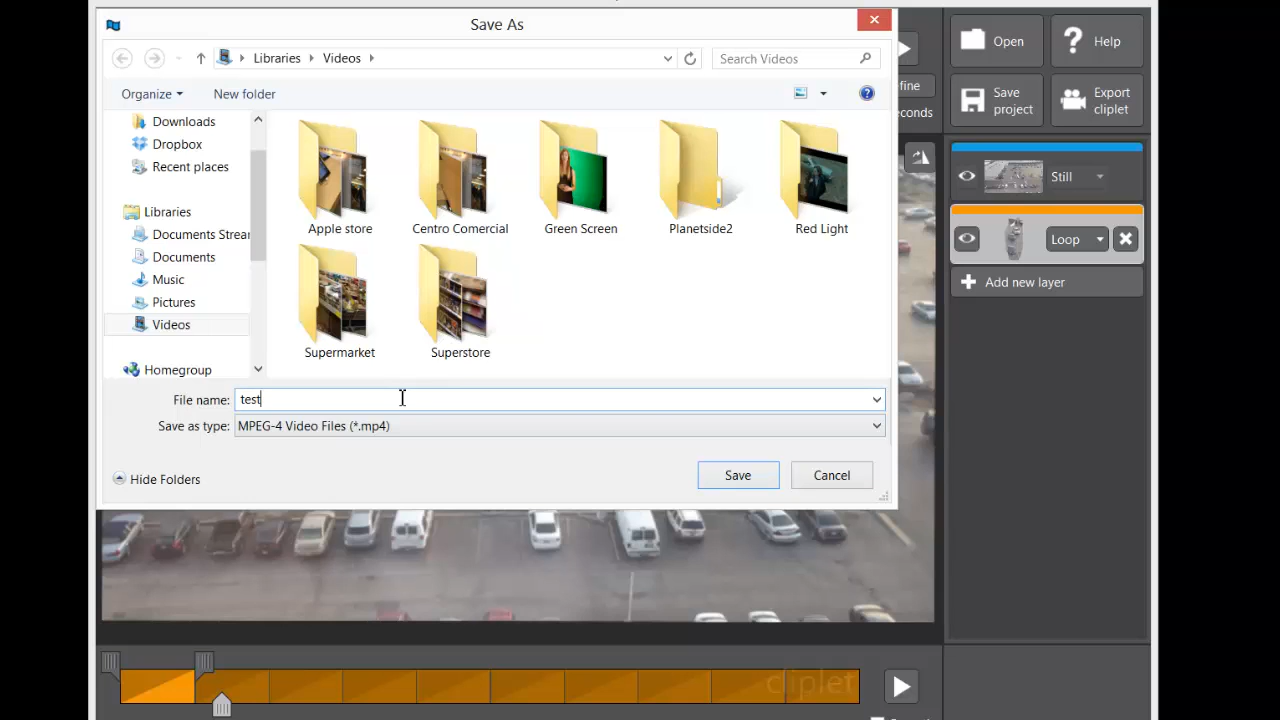 Save As
Libraries
Videos
Search Videos
Organize
New folder
Downloads
Dropbox
Recent places
Libraries
Documents Strea
Documents
Music
Pictures
Videos
Homegroup
Apple store
Centro Comercial
Green Screen
Planetside2
Red Light
Supermarket
Superstore
File name:
test
Save as type:
MPEG-4 Video Files (*.mp4)
Hide Folders
Save
Cancel
fine
conds
Open
Help
Save project
Export cliplet
Still
Loop
Add new layer
cliplet